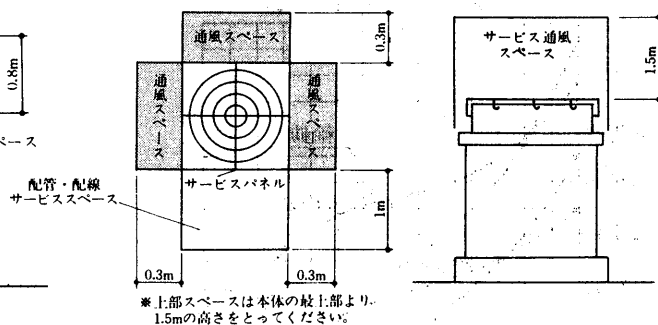 0.8m
ペース
通風スペース
0.3m
通風スペース
通風スペース
サービスパネル
配管・配線
サービススペース
1m
0.3m
0.3m
※上部スペースは本体の最上部より、
1.5mの高さをとってください。
サービス通風
スペース
1.5m